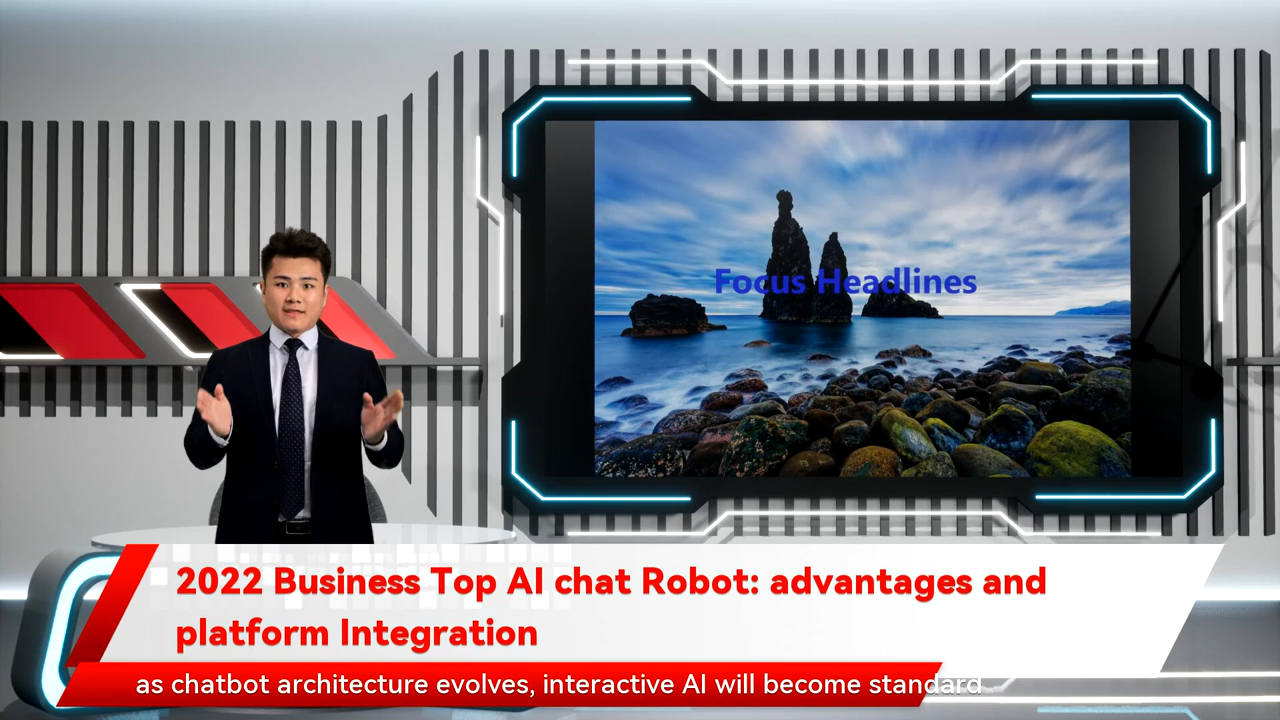 Focus Headlines
2022 Business Top AI chat Robot: advantages and
platform Integration
as chatbot architecture evolves, interactive AI will become standard